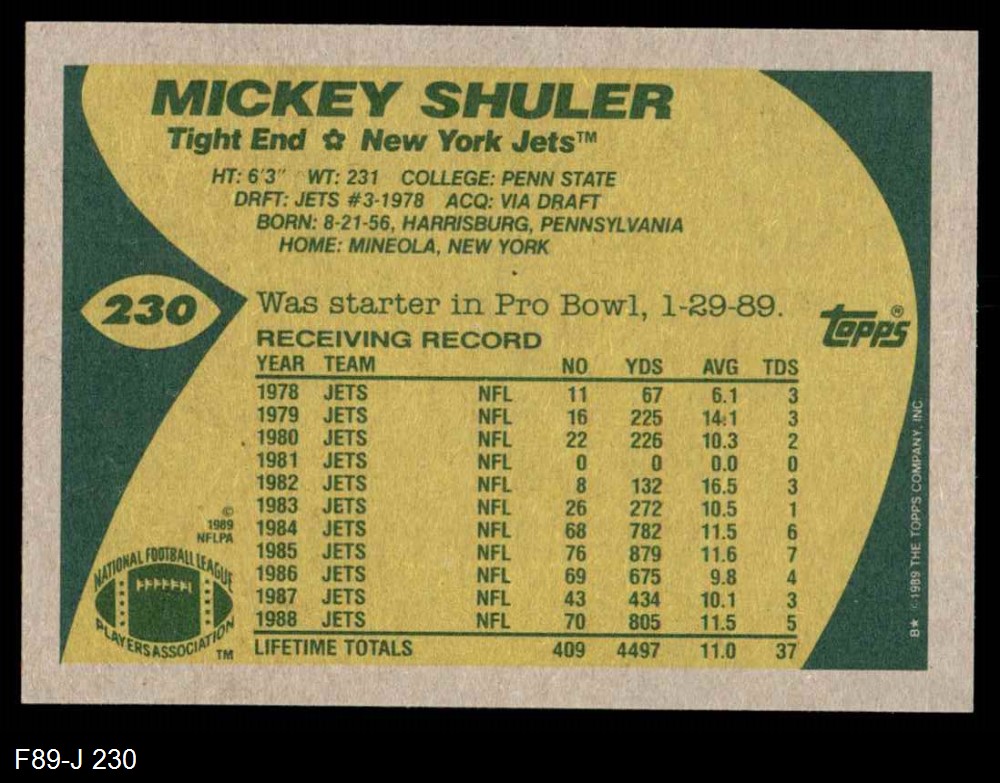 MICKEY SHULER
Tight End ✿ New York Jets™
HT: 6'3" WT: 231 COLLEGE: PENN STATE
DRFT: JETS #3-1978 ACQ: VIA DRAFT
BORN: 8-21-56, HARRISBURG, PENNSYLVANIA
HOME: MINEOLA, NEW YORK
230
Was starter in Pro Bowl, 1-29-89.
Topps®
RECEIVING RECORD
YEAR TEAM NO YDS AVG TDS
1978 JETS NFL 11 67 6.1 3
1979 JETS NFL 16 225 14.1 3
1980 JETS NFL 22 226 10.3 2
1981 JETS NFL 0 0 0.0 0
1982 JETS NFL 8 132 16.5 3
1983 JETS NFL 26 272 10.5 1
1984 JETS NFL 68 782 11.5 6
1985 JETS NFL 76 879 11.6 7
1986 JETS NFL 69 675 9.8 4
1987 JETS NFL 43 434 10.1 3
1988 JETS NFL 70 805 11.5 5
LIFETIME TOTALS 409 4497 11.0 37
©
1989
NFLPA
NATIONAL FOOTBALL LEAGUE
PLAYERS ASSOCIATION
TM
B★ ©1989 THE TOPPS COMPANY, INC.
F89-J 230